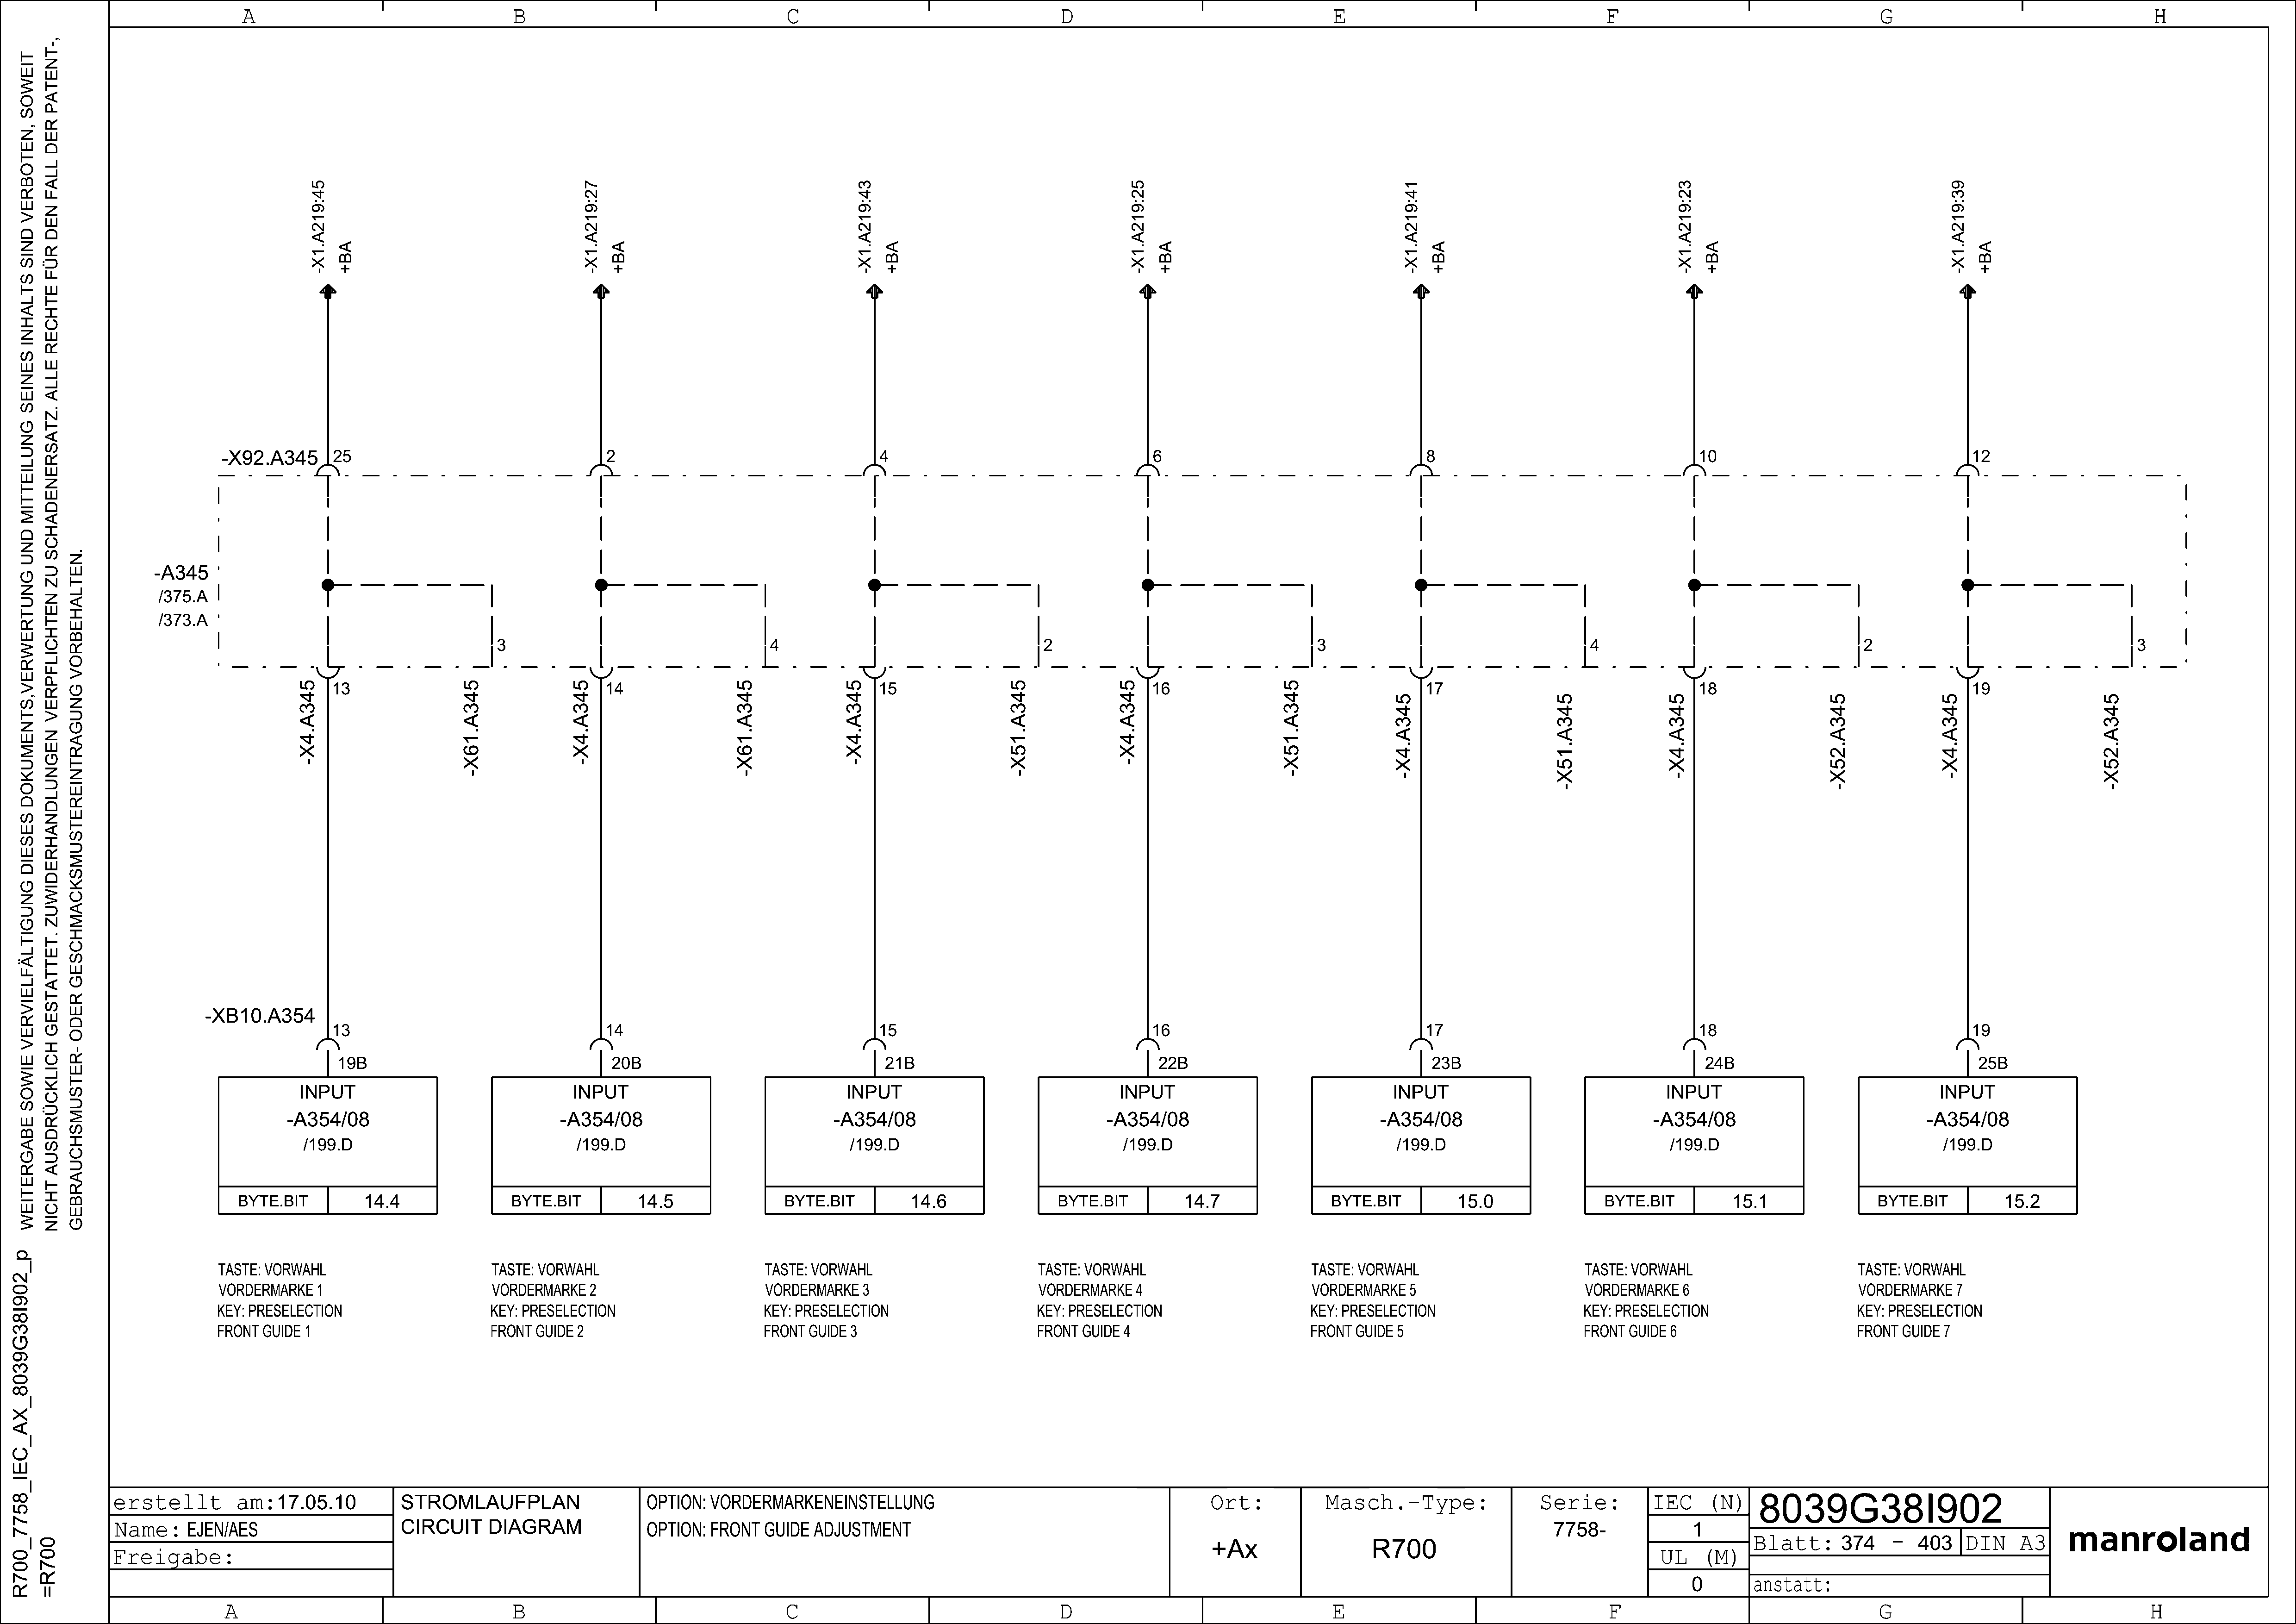 A B C D E F G H
WEITERGABE SOWIE VERVIELFÄLTIGUNG DIESES DOKUMENTS,VERWERTUNG UND MITTEILUNG SEINES INHALTS SIND VERBOTEN, SOWEIT
NICHT AUSDRÜCKLICH GESTATTET. ZUWIDERHANDLUNGEN VERPFLICHTEN ZU SCHADENERSATZ. ALLE RECHTE FÜR DEN FALL DER PATENT-,
GEBRAUCHSMUSTER- ODER GESCHMACKSMUSTEREINTRAGUNG VORBEHALTEN.
R700_7758_IEC_AX_8039G38I902_p
=R700
-X1.A219:45 -X1.A219:27 -X1.A219:43 -X1.A219:25 -X1.A219:41 -X1.A219:23 -X1.A219:39
+BA +BA +BA +BA +BA +BA +BA
-X92.A345 25 2 4 6 8 10 12
-A345
/375.A
/373.A
3 4 2 3 4 2 3
13 14 15 16 17 18 19
-X4.A345 -X61.A345 -X4.A345 -X61.A345 -X4.A345 -X51.A345 -X4.A345 -X51.A345 -X4.A345 -X51.A345 -X4.A345 -X52.A345 -X4.A345 -X52.A345
-XB10.A354
13 14 15 16 17 18 19
19B 20B 21B 22B 23B 24B 25B
INPUT INPUT INPUT INPUT INPUT INPUT INPUT
-A354/08 -A354/08 -A354/08 -A354/08 -A354/08 -A354/08 -A354/08
/199.D /199.D /199.D /199.D /199.D /199.D /199.D
BYTE.BIT 14.4 BYTE.BIT 14.5 BYTE.BIT 14.6 BYTE.BIT 14.7 BYTE.BIT 15.0 BYTE.BIT 15.1 BYTE.BIT 15.2
TASTE: VORWAHL TASTE: VORWAHL TASTE: VORWAHL TASTE: VORWAHL TASTE: VORWAHL TASTE: VORWAHL TASTE: VORWAHL
VORDERMARKE 1 VORDERMARKE 2 VORDERMARKE 3 VORDERMARKE 4 VORDERMARKE 5 VORDERMARKE 6 VORDERMARKE 7
KEY: PRESELECTION KEY: PRESELECTION KEY: PRESELECTION KEY: PRESELECTION KEY: PRESELECTION KEY: PRESELECTION KEY: PRESELECTION
FRONT GUIDE 1 FRONT GUIDE 2 FRONT GUIDE 3 FRONT GUIDE 4 FRONT GUIDE 5 FRONT GUIDE 6 FRONT GUIDE 7
erstellt am:17.05.10
Name: EJEN/AES
Freigabe:
STROMLAUFPLAN
CIRCUIT DIAGRAM
OPTION: VORDERMARKENEINSTELLUNG
OPTION: FRONT GUIDE ADJUSTMENT
Ort:
+Ax
Masch.-Type:
R700
Serie:
7758-
IEC (N)
1
UL (M)
0
8039G38I902
Blatt: 374 - 403 DIN A3
anstatt:
manroland
A B C D E F G H